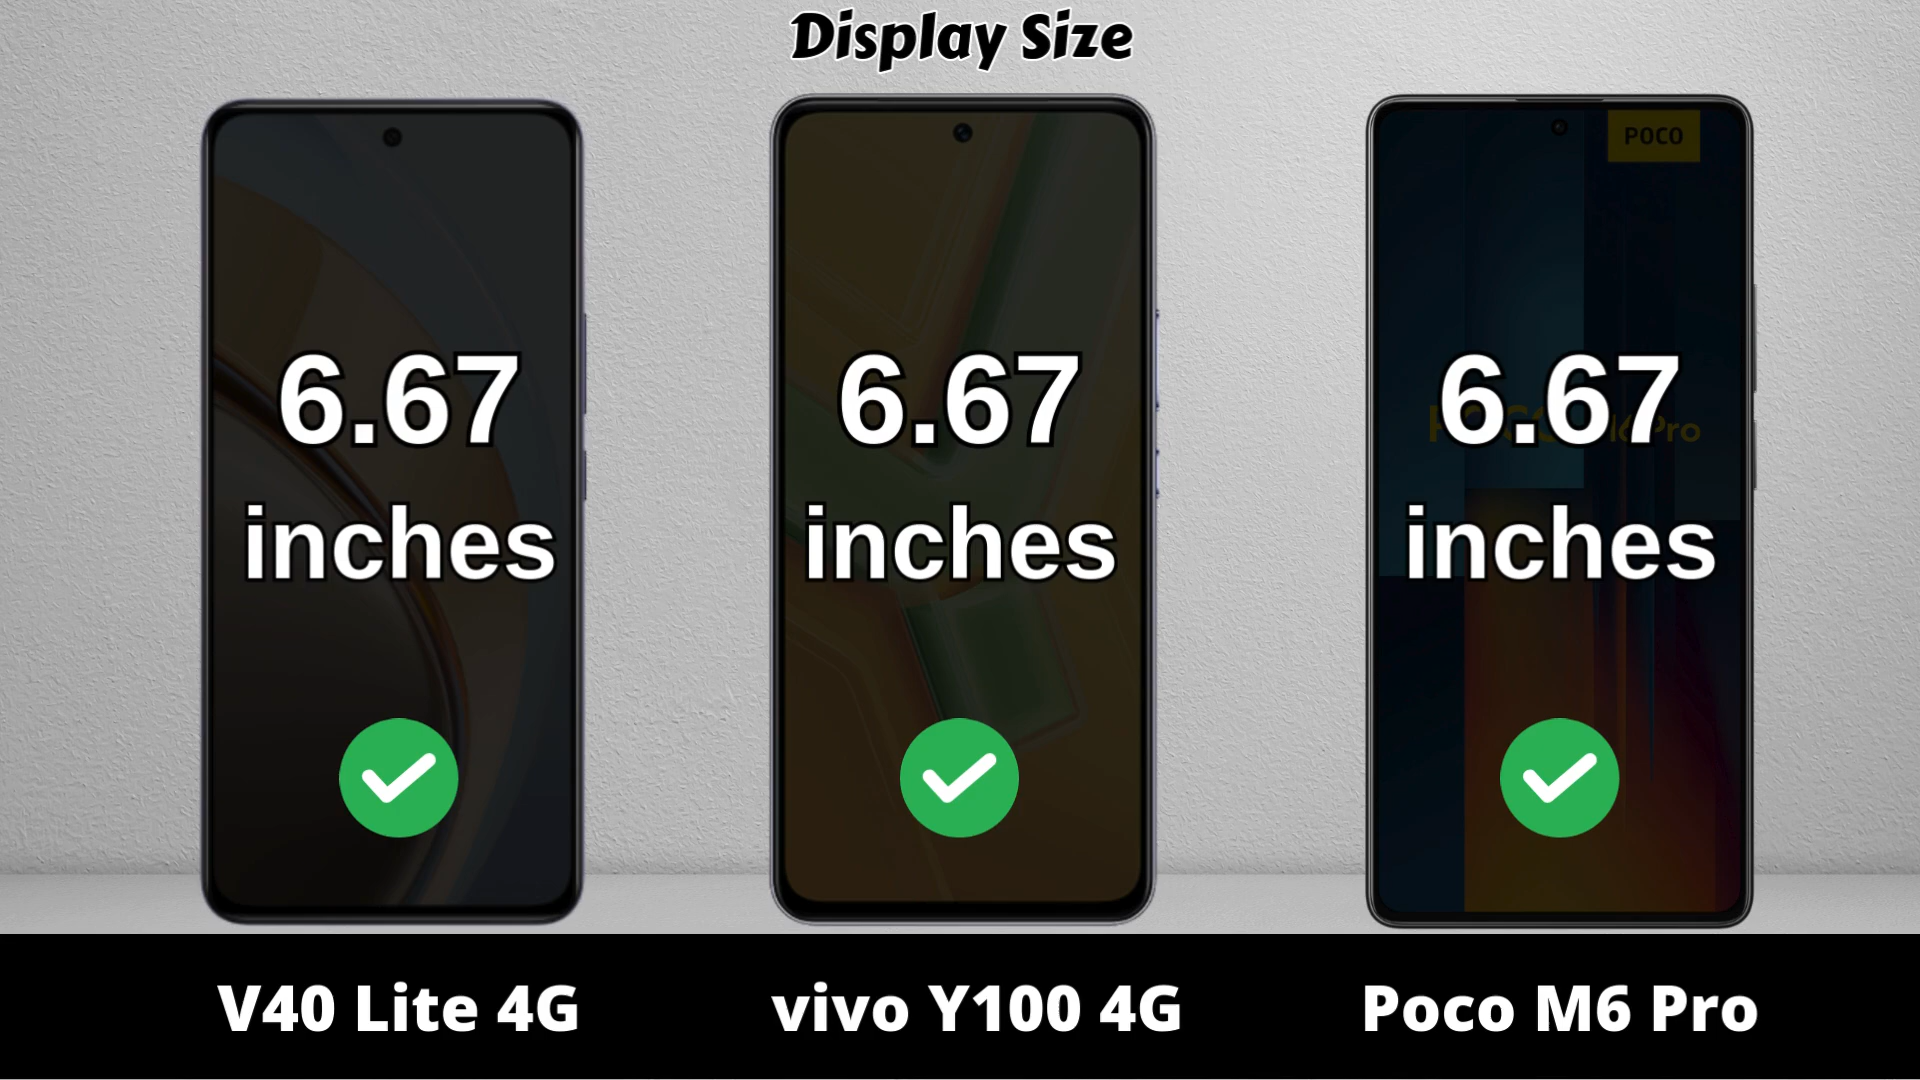 Display Size
POCO
6.67
inches
6.67
inches
6.67
inches
V40 Lite 4G
vivo Y100 4G
Poco M6 Pro